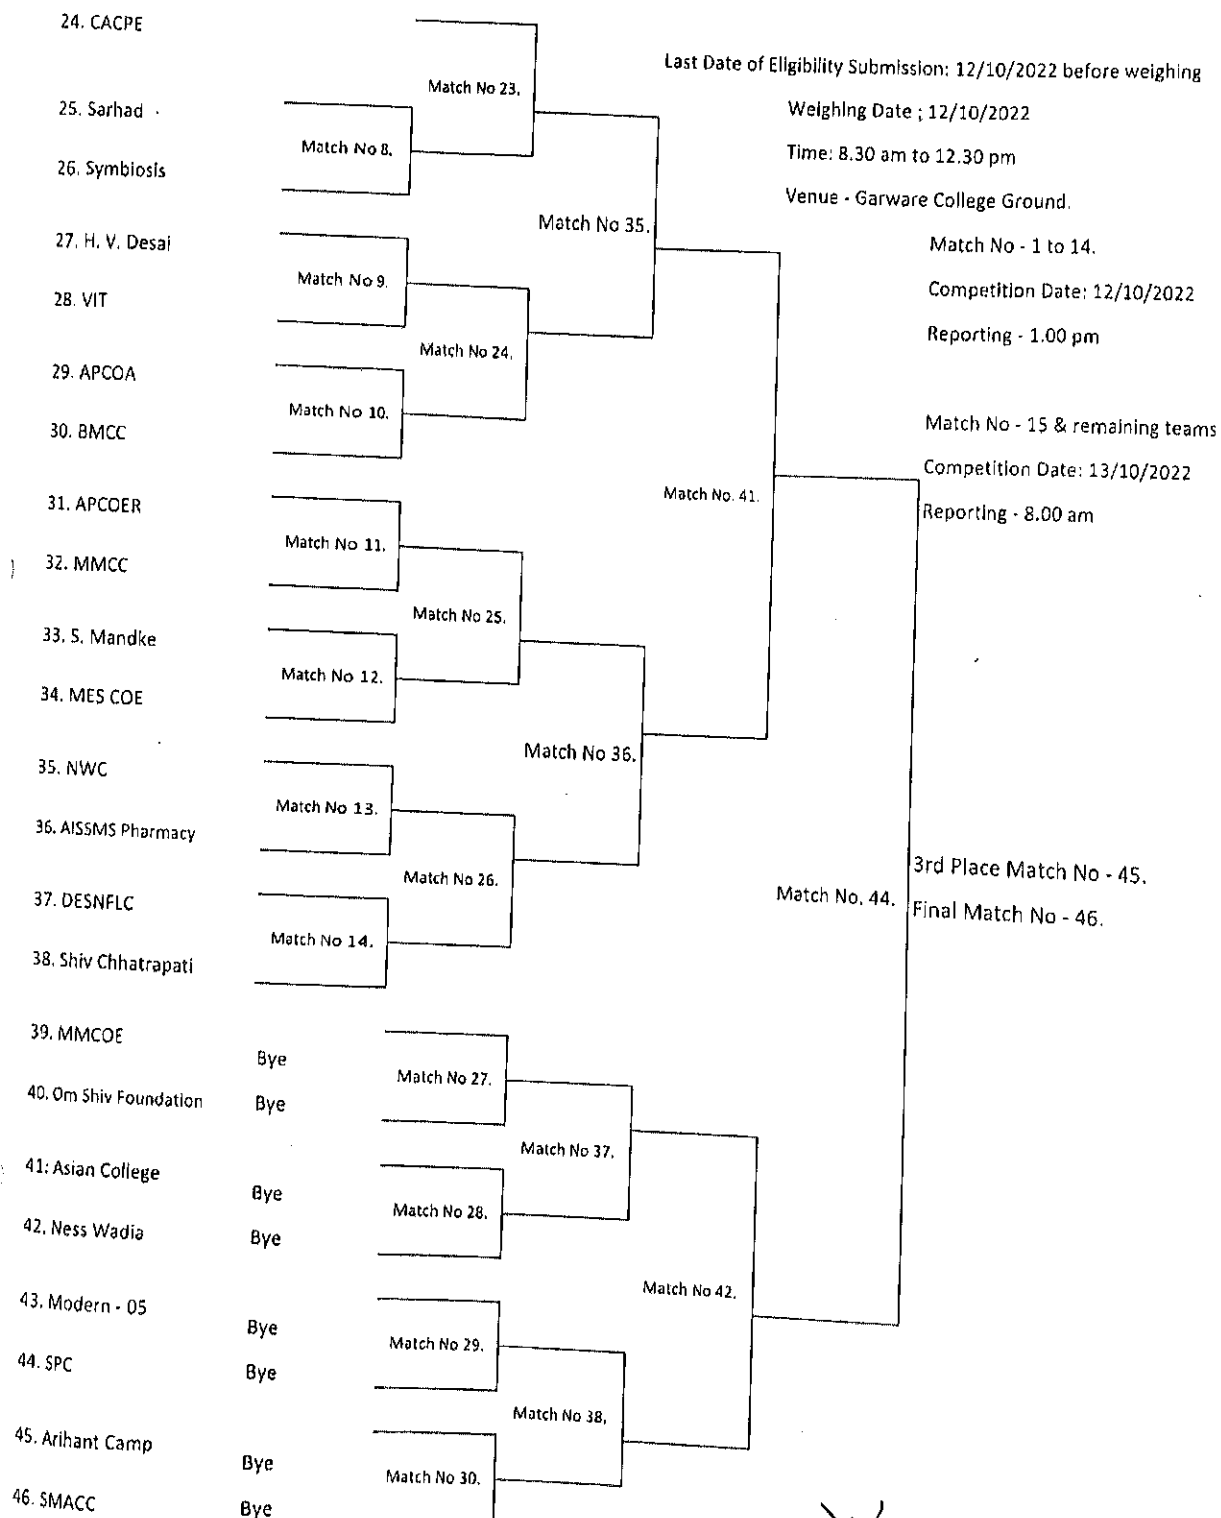 24. CACPE
Last Date of Eligibility Submission: 12/10/2022 before weighing
Match No 23.
Weighing Date ; 12/10/2022
25. Sarhad
Match No 8.
Time: 8.30 am to 12.30 pm
26. Symbiosis
Venue - Garware College Ground.
Match No 35.
27. H. V. Desai
Match No - 1 to 14.
Match No 9.
Competition Date: 12/10/2022
28. VIT
Reporting - 1.00 pm
Match No 24.
29. APCOA
Match No 10.
30. BMCC
Match No - 15 & remaining teams
Competition Date: 13/10/2022
Match No. 41.
31. APCOER
Reporting - 8.00 am
Match No 11.
32. MMCC
Match No 25.
33. S. Mandke
Match No 12.
34. MES COE
Match No 36.
35. NWC
Match No 13.
36. AISSMS Pharmacy
3rd Place Match No - 45.
Match No 26.
Match No. 44.
37. DESNFLC
Final Match No - 46.
Match No 14.
38. Shiv Chhatrapati
39. MMCOE
Bye
Match No 27.
40. Om Shiv Foundation
Bye
Match No 37.
41. Asian College
Bye
Match No 28.
42. Ness Wadia
Bye
Match No 42.
43. Modern - 05
Bye
Match No 29.
44. SPC
Bye
Match No 38.
45. Arihant Camp
Bye
Match No 30.
46. SMACC
Bye